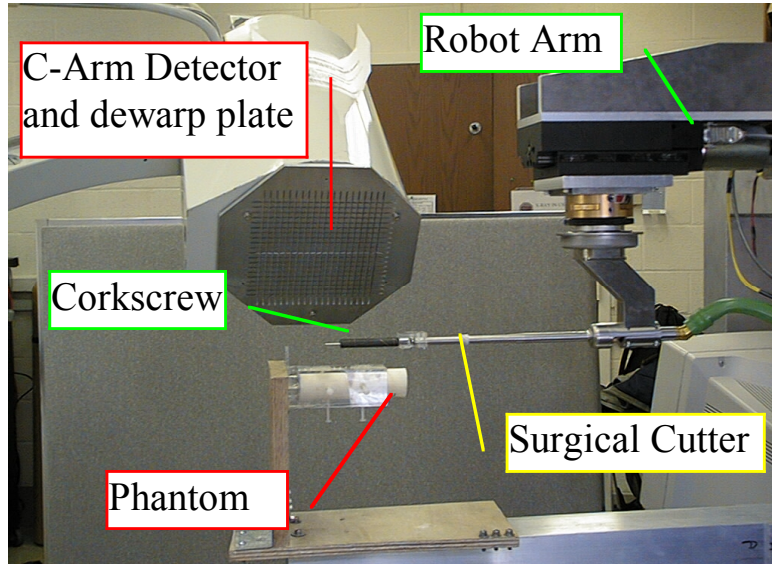 C-Arm Detector
and dewarp plate
Robot Arm
Corkscrew
Surgical Cutter
Phantom